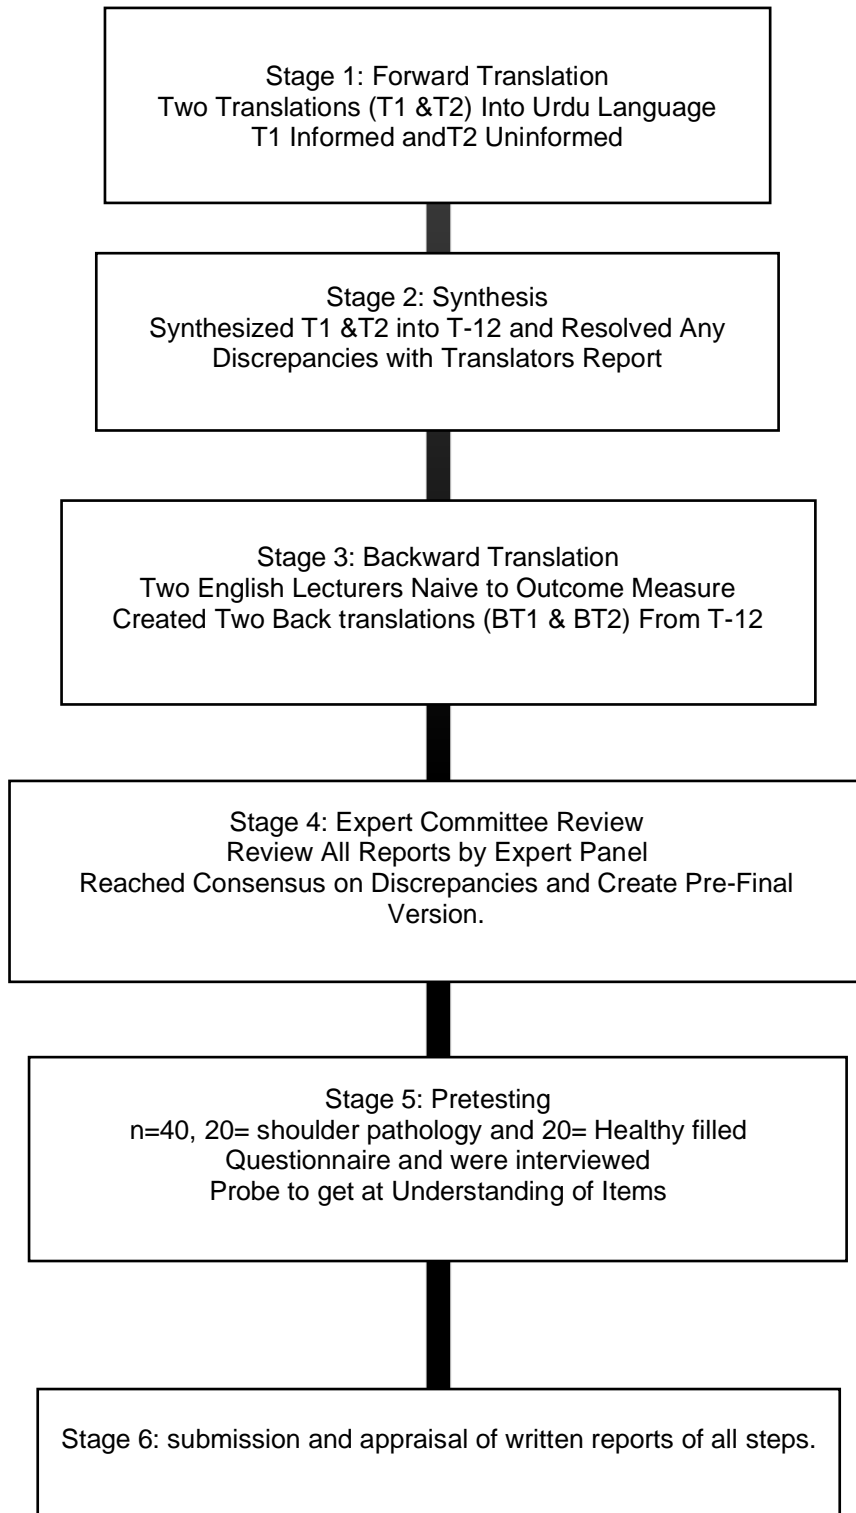 Stage 1: Forward Translation
Two Translations (T1 &T2) Into Urdu Language
T1 Informed andT2 Uninformed
Stage 2: Synthesis
Synthesized T1 &T2 into T-12 and Resolved Any
Discrepancies with Translators Report
Stage 3: Backward Translation
Two English Lecturers Naive to Outcome Measure
Created Two Back translations (BT1 & BT2) From T-12
Stage 4: Expert Committee Review
Review All Reports by Expert Panel
Reached Consensus on Discrepancies and Create Pre-Final
Version.
Stage 5: Pretesting
n=40, 20= shoulder pathology and 20= Healthy filled
Questionnaire and were interviewed
Probe to get at Understanding of Items
Stage 6: submission and appraisal of written reports of all steps.